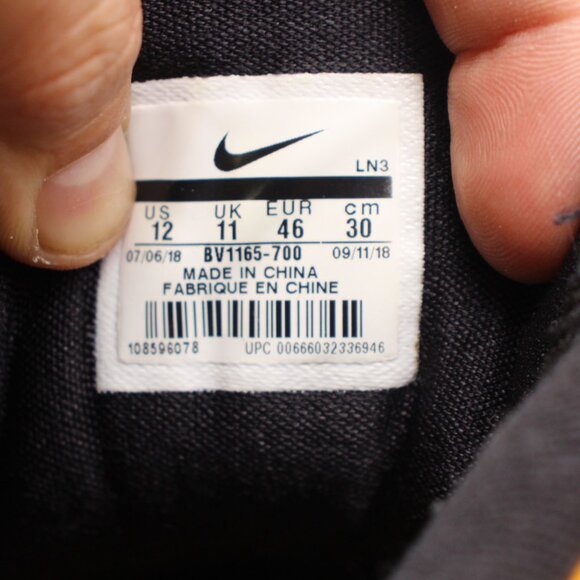 LN3
US UK EUR cm
12 11 46 30
07/06/18 BV1165-700 09/11/18
MADE IN CHINA
FABRIQUE EN CHINE
108596078 UPC 00666032336946